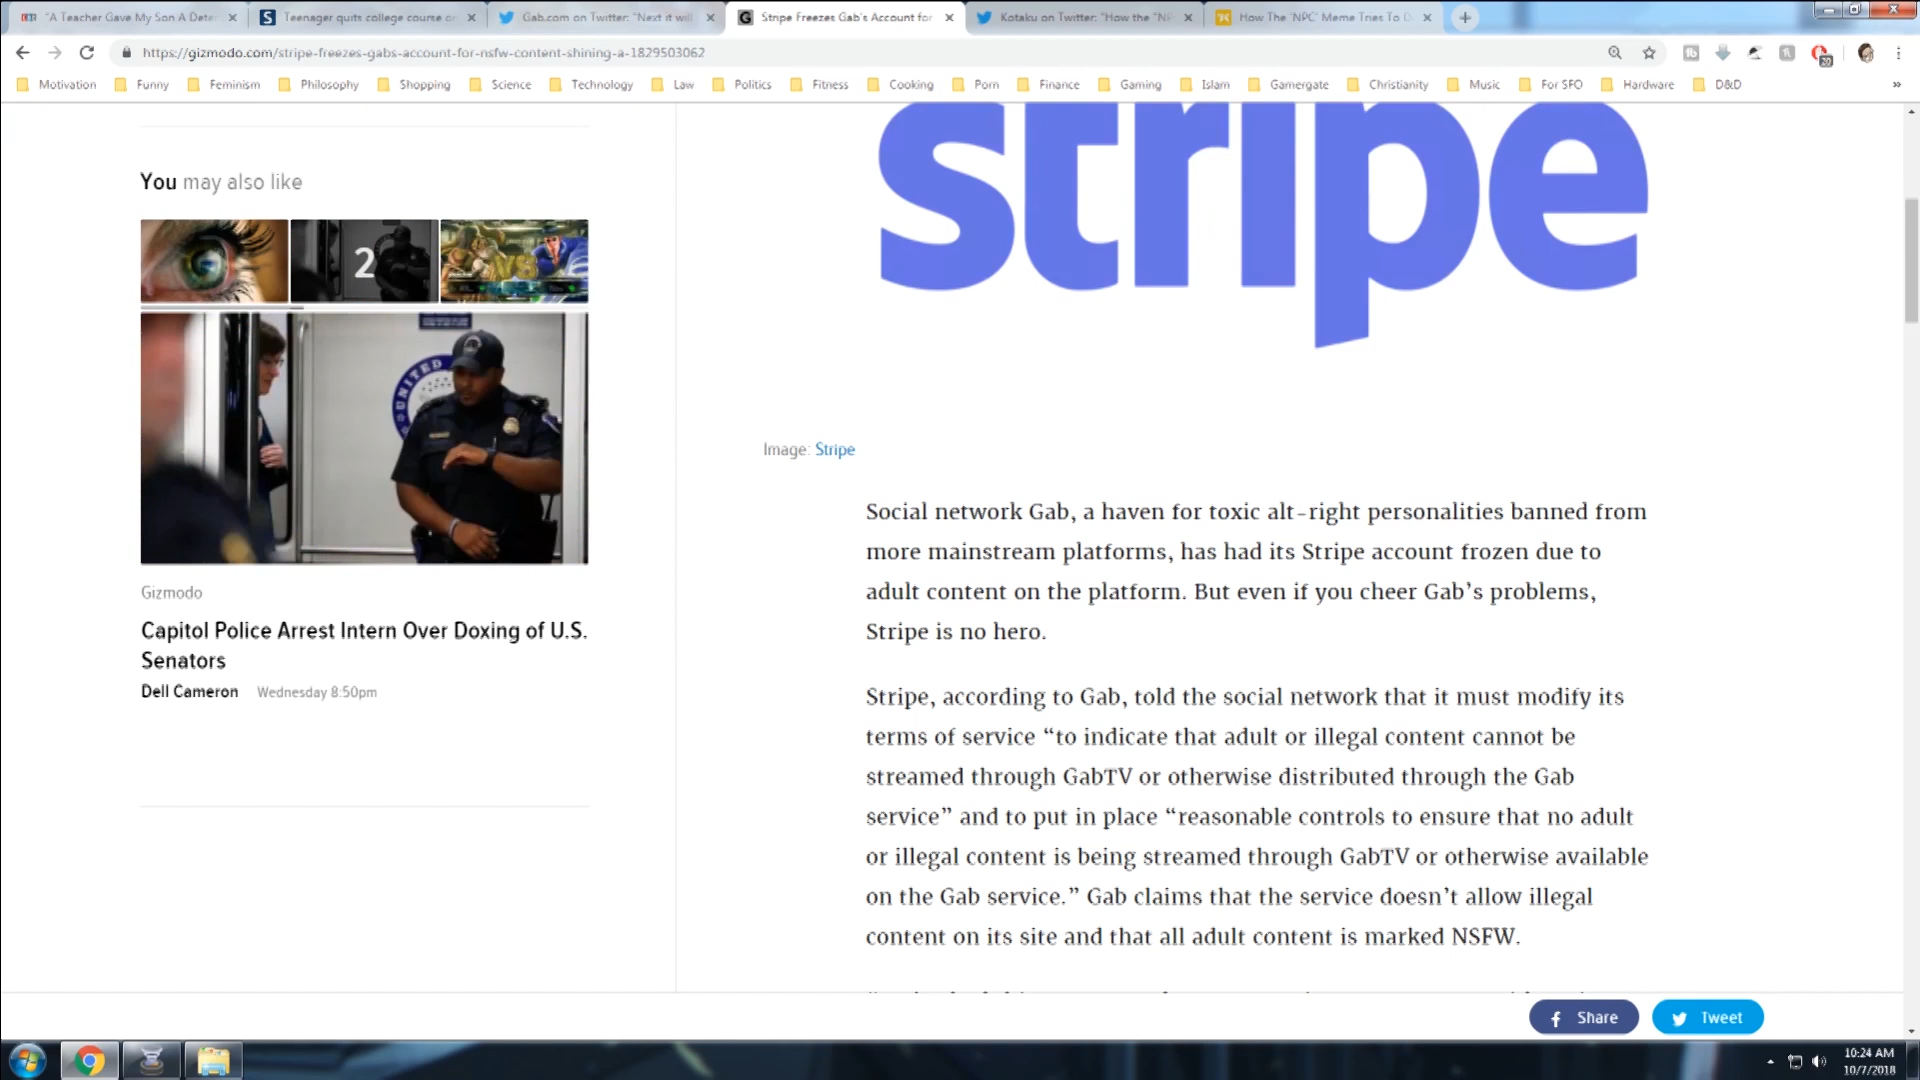 "A Teacher Gave My Son A Deter
Teenager quits college course o
Gab.com on Twitter: "Next it will
Stripe Freezes Gab's Account for
Kotaku on Twitter: "How the "NP
How The 'NPC' Meme Tries To D
https://gizmodo.com/stripe-freezes-gabs-account-for-nsfw-content-shining-a-1829503062
20
Motivation Funny Feminism Philosophy Shopping Science Technology Law Politics Fitness Cooking Porn Finance Gaming Islam Gamergate Christianity Music For SFO Hardware D&D »
stripe
You may also like
2
VS
UNITED
Gizmodo
Capitol Police Arrest Intern Over Doxing of U.S.
Senators
Dell Cameron Wednesday 8:50pm
Image: Stripe
Social network Gab, a haven for toxic alt-right personalities banned from
more mainstream platforms, has had its Stripe account frozen due to
adult content on the platform. But even if you cheer Gab's problems,
Stripe is no hero.
Stripe, according to Gab, told the social network that it must modify its
terms of service “to indicate that adult or illegal content cannot be
streamed through GabTV or otherwise distributed through the Gab
service” and to put in place “reasonable controls to ensure that no adult
or illegal content is being streamed through GabTV or otherwise available
on the Gab service.” Gab claims that the service doesn't allow illegal
content on its site and that all adult content is marked NSFW.
Share
Tweet
10:24 AM
10/7/2018